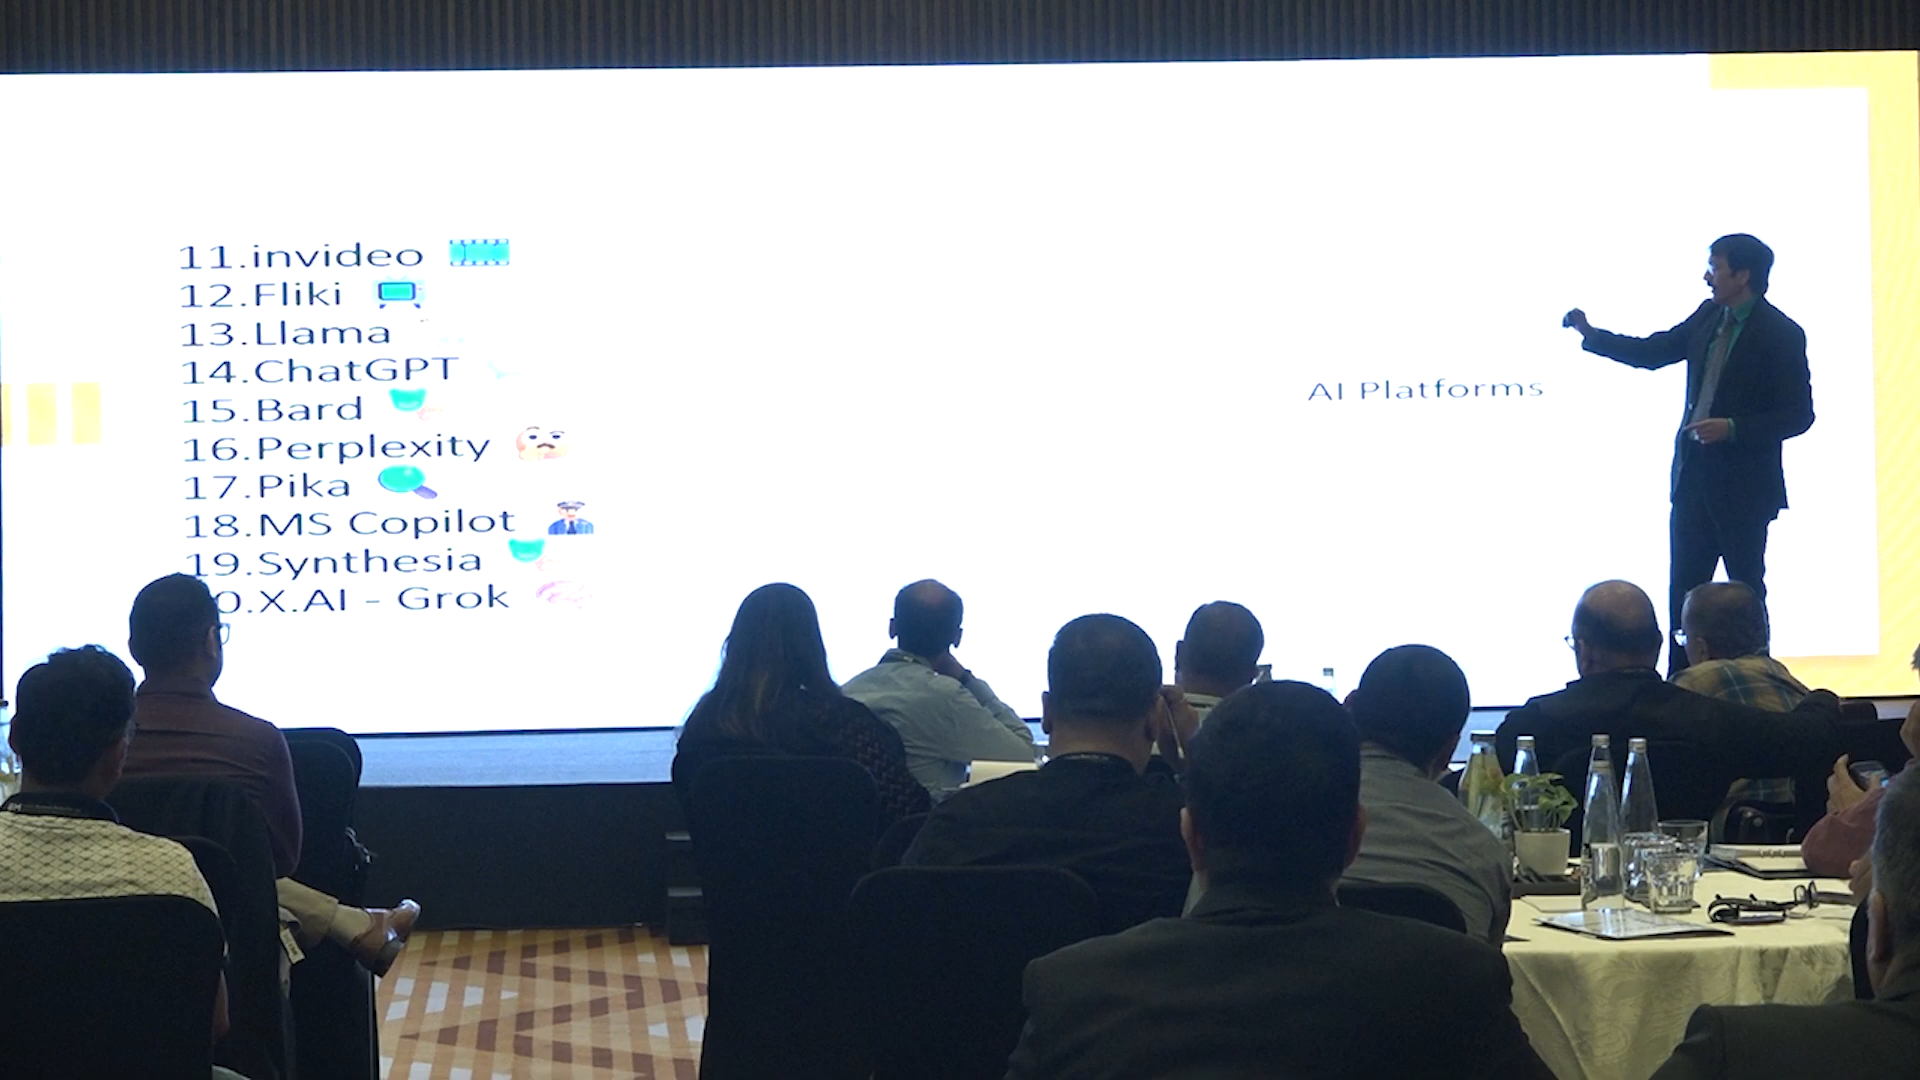 11.invideo
12.Fliki
13.Llama
14.ChatGPT
15.Bard
16.Perplexity
17.Pika
18.MS Copilot
19.Synthesia
0.X.AI - Grok
AI Platforms